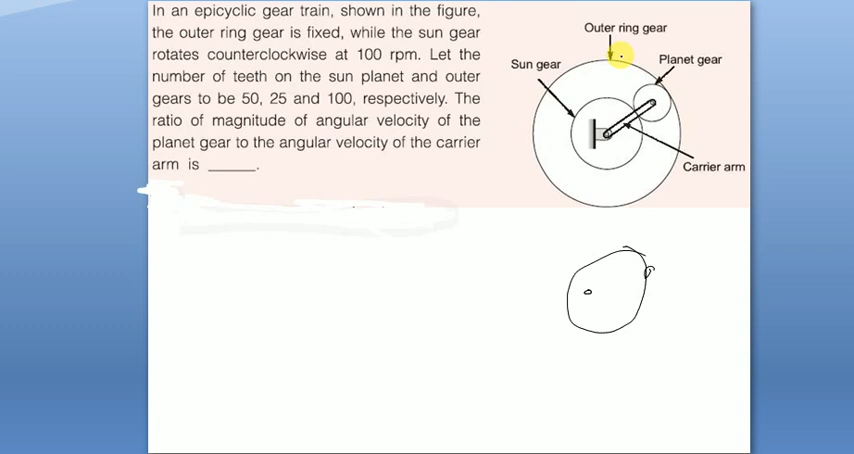 In an epicyclic gear train, shown in the figure,
the outer ring gear is fixed, while the sun gear
rotates counterclockwise at 100 rpm. Let the
number of teeth on the sun planet and outer
gears to be 50, 25 and 100, respectively. The
ratio of magnitude of angular velocity of the
planet gear to the angular velocity of the carrier
arm is ______.
Outer ring gear
Sun gear
Planet gear
Carrier arm